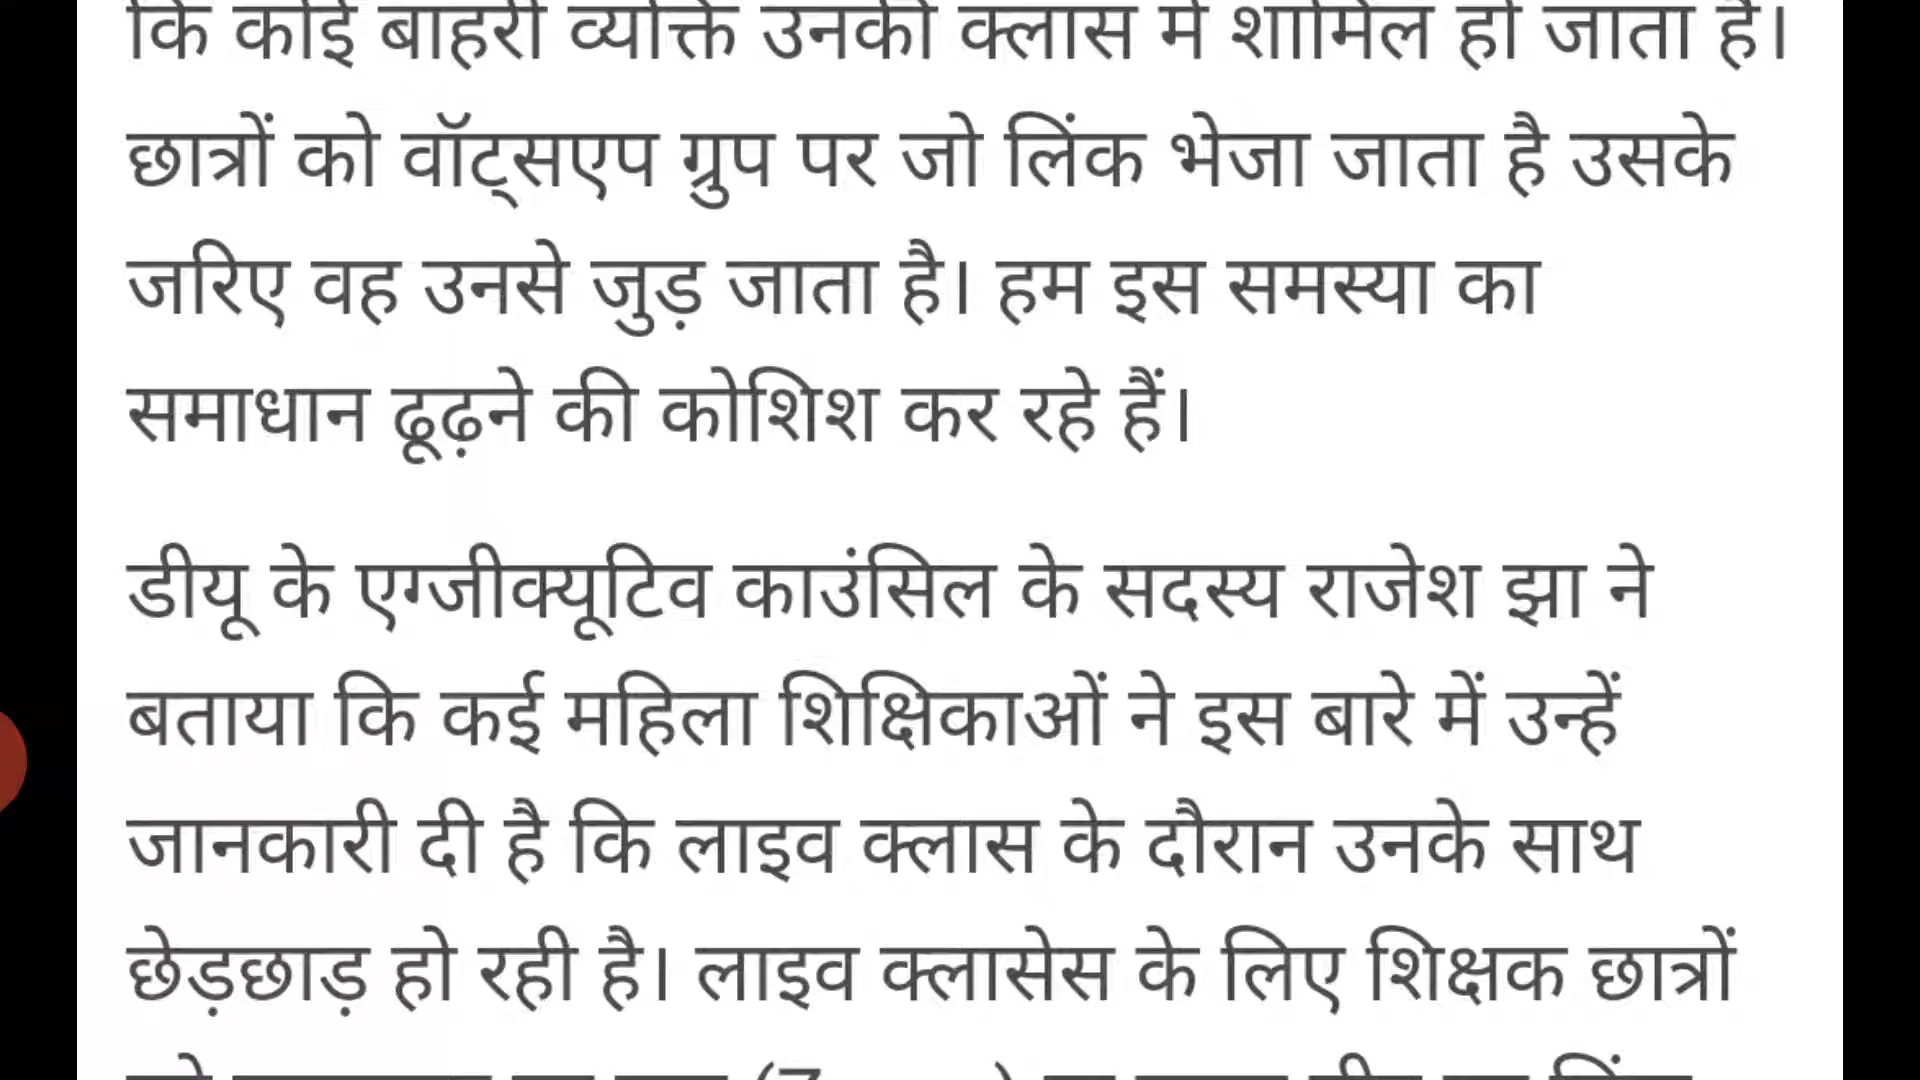 कि कोई बाहरी व्यक्ति उनकी क्लास में शामिल हो जाता है।
छात्रों को वॉट्सएप ग्रुप पर जो लिंक भेजा जाता है उसके
जरिए वह उनसे जुड़ जाता है। हम इस समस्या का
समाधान ढूढ़ने की कोशिश कर रहे हैं।
डीयू के एग्जीक्यूटिव काउंसिल के सदस्य राजेश झा ने
बताया कि कई महिला शिक्षिकाओं ने इस बारे में उन्हें
जानकारी दी है कि लाइव क्लास के दौरान उनके साथ
छेड़छाड़ हो रही है। लाइव क्लासेस के लिए शिक्षक छात्रों